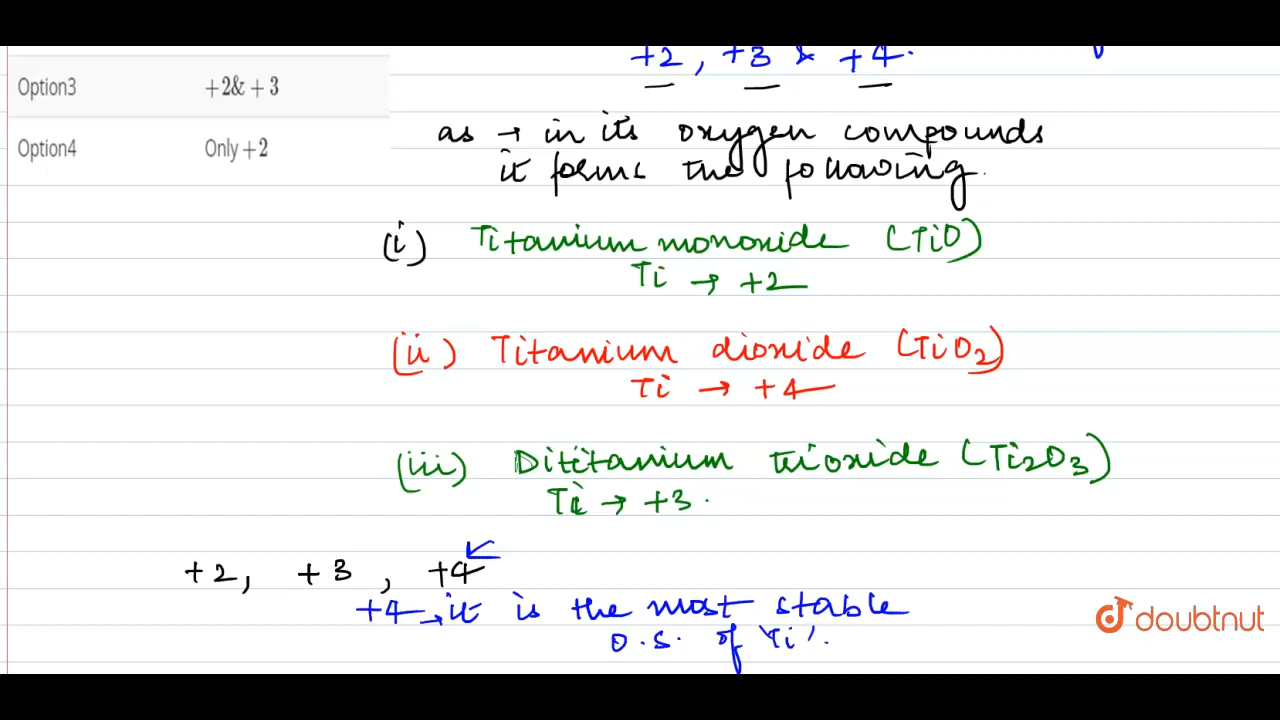 +2, +3 & +4.
Option3 +2& + 3
as → in its oxygen compounds
Option4 Only +2
it forms the following.
(i) Titanium monoxide (TiO)
Ti → +2
(ii) Titanium dioxide (TiO2)
Ti → +4
(iii) Dititanium trioxide (Ti2O3)
Ti → +3.
+2, +3, +4
+4 → it is the most stable
O.S. of 'Ti'.
doubtnut